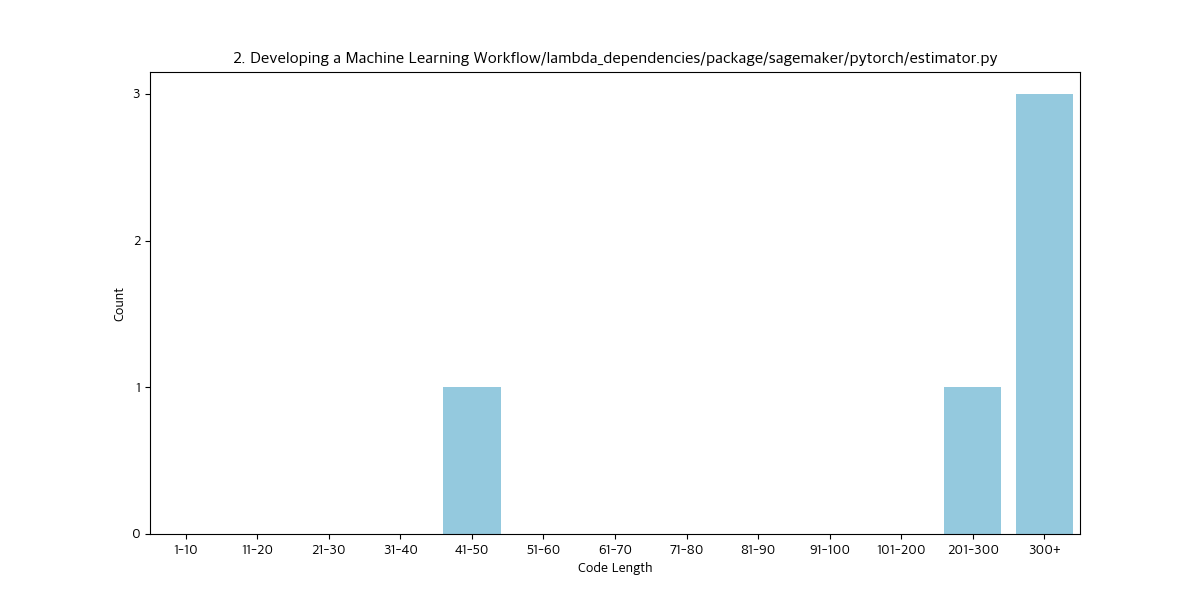 2. Developing a Machine Learning Workflow/lambda_dependencies/package/sagemaker/pytorch/estimator.py
3
2
1
0
Count
1-10 11-20 21-30 31-40 41-50 51-60 61-70 71-80 81-90 91-100 101-200 201-300 300+
Code Length